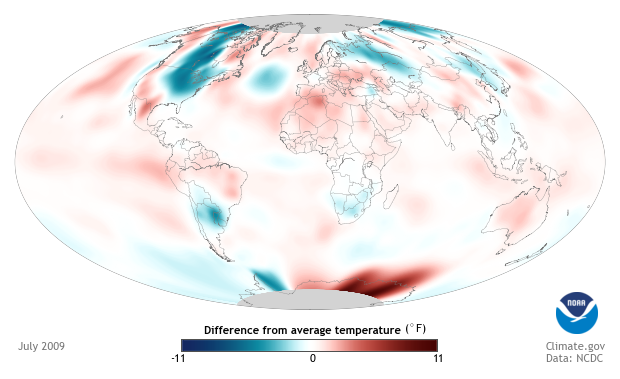 NOAA
Difference from average temperature (°F)
July 2009
-11
0
11
Climate.gov
Data: NCDC